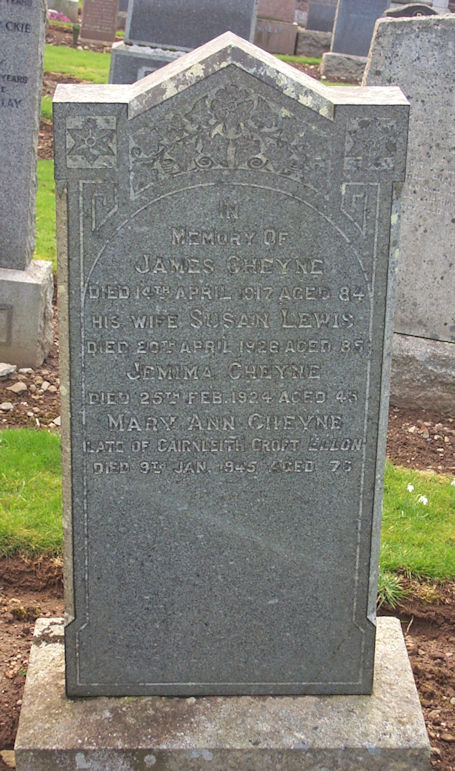 IN
MEMORY OF
JAMES CHEYNE
DIED 14TH APRIL 1917 AGED 84
HIS WIFE SUSAN LEWIS
DIED 20TH APRIL 1926 AGED 85
JEMIMA CHEYNE
DIED 25TH FEB. 1924 AGED
MARY ANN CHEYNE
LATE OF CAIRNLEITH CROFT ELLON
DIED 9TH JAN. 1945 AGED